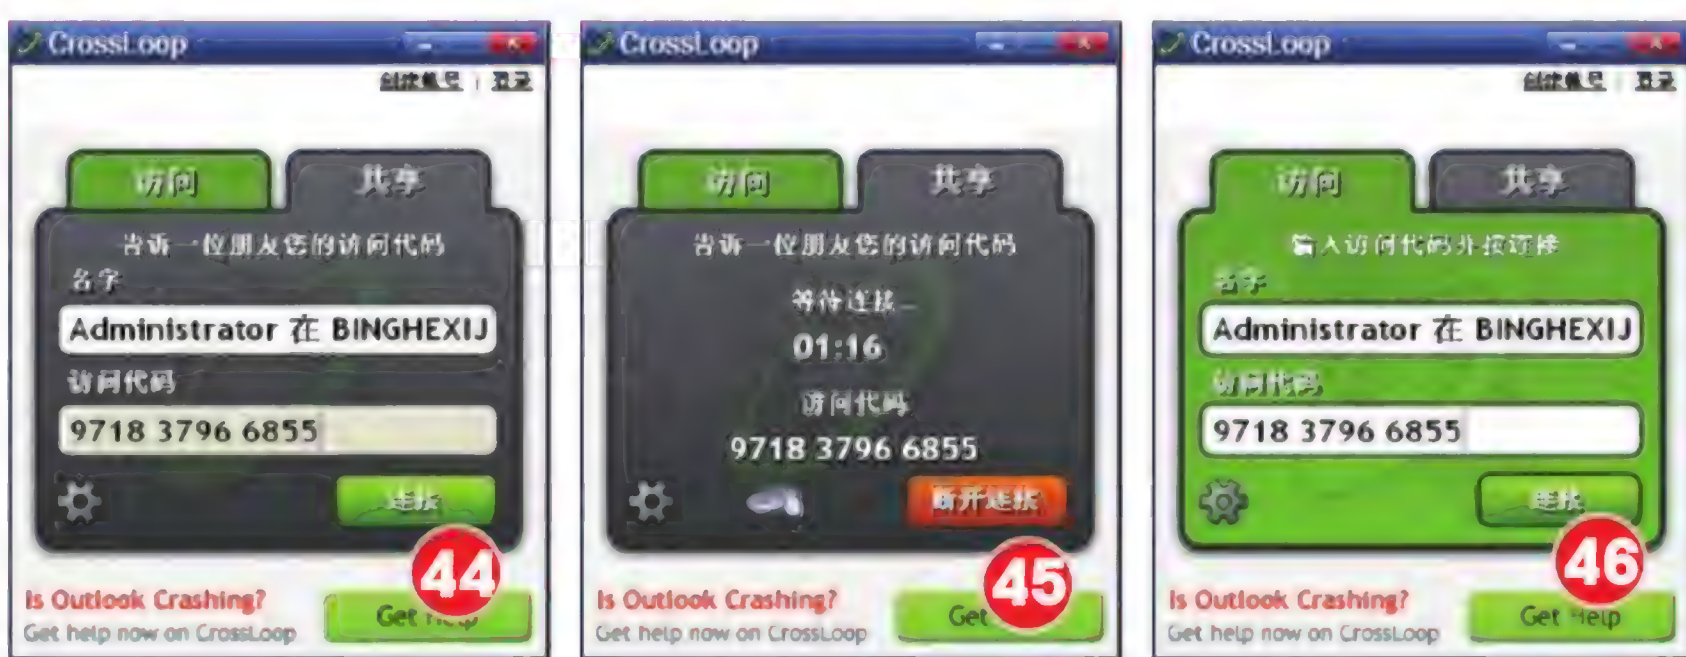 CrossLoop
创建帐号 | 登录
访问
共享
告诉一位朋友您的访问代码
名字
Administrator 在 BINGHEXIJ
访问代码
9718 3796 6855
连接
44
Is Outlook Crashing?
Get help now on CrossLoop
Get Help
CrossLoop
访问
共享
告诉一位朋友您的访问代码
等待连接...
01:16
访问代码
9718 3796 6855
断开连接
45
Is Outlook Crashing?
Get help now on CrossLoop
Get
CrossLoop
创建帐号 | 登录
访问
共享
输入访问代码并按连接
名字
Administrator 在 BINGHEXIJ
访问代码
9718 3796 6855
连接
46
Is Outlook Crashing?
Get help now on CrossLoop
Get Help